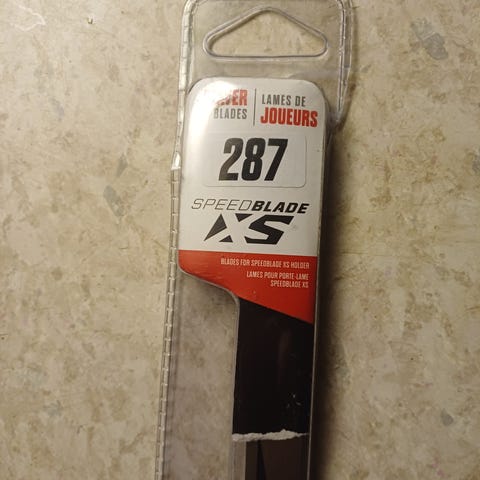 BLADES
LAMES DE
JOUEURS
287
SPEEDBLADE
XS
BLADES FOR SPEEDBLADE XS HOLDER
LAMES POUR PORTE-LAME
SPEEDBLADE XS